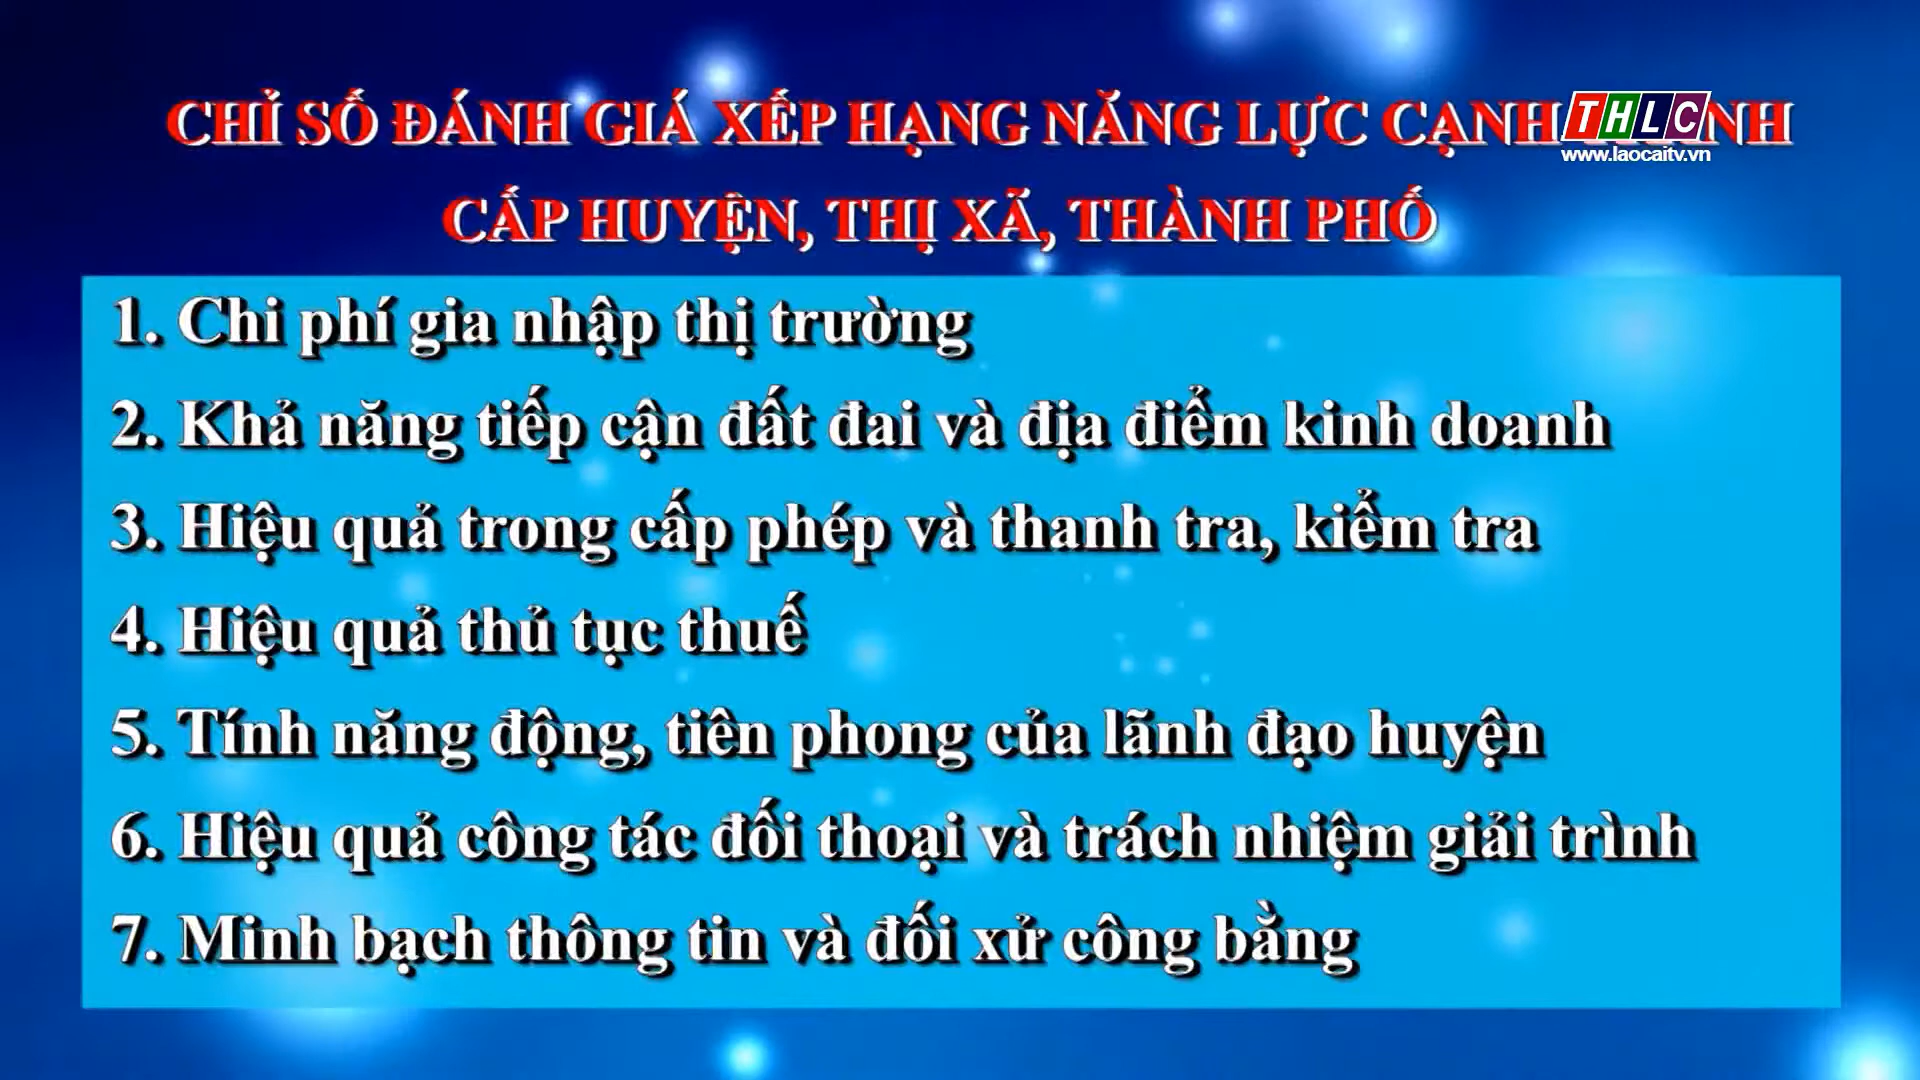 CHỈ SỐ ĐÁNH GIÁ XẾP HẠNG NĂNG LỰC CẠNH
THLC
www.laocaitv.vn
CẤP HUYỆN, THỊ XÃ, THÀNH PHỐ
1. Chi phí gia nhập thị trường
2. Khả năng tiếp cận đất đai và địa điểm kinh doanh
3. Hiệu quả trong cấp phép và thanh tra, kiểm tra
4. Hiệu quả thủ tục thuế
5. Tính năng động, tiên phong của lãnh đạo huyện
6. Hiệu quả công tác đối thoại và trách nhiệm giải trình
7. Minh bạch thông tin và đối xử công bằng